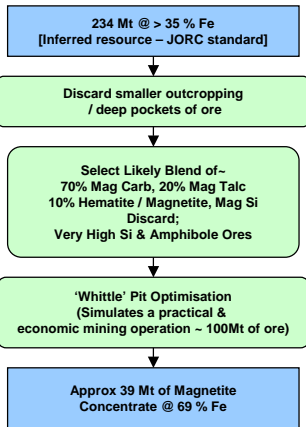 234 Mt @ > 35 % Fe
[Inferred resource – JORC standard]
Discard smaller outcropping
/ deep pockets of ore
Select Likely Blend of~
70% Mag Carb, 20% Mag Talc
10% Hematite / Magnetite, Mag Si
Discard;
Very High Si & Amphibole Ores
‘Whittle’ Pit Optimisation
(Simulates a practical &
economic mining operation ~ 100Mt of ore)
Approx 39 Mt of Magnetite
Concentrate @ 69 % Fe